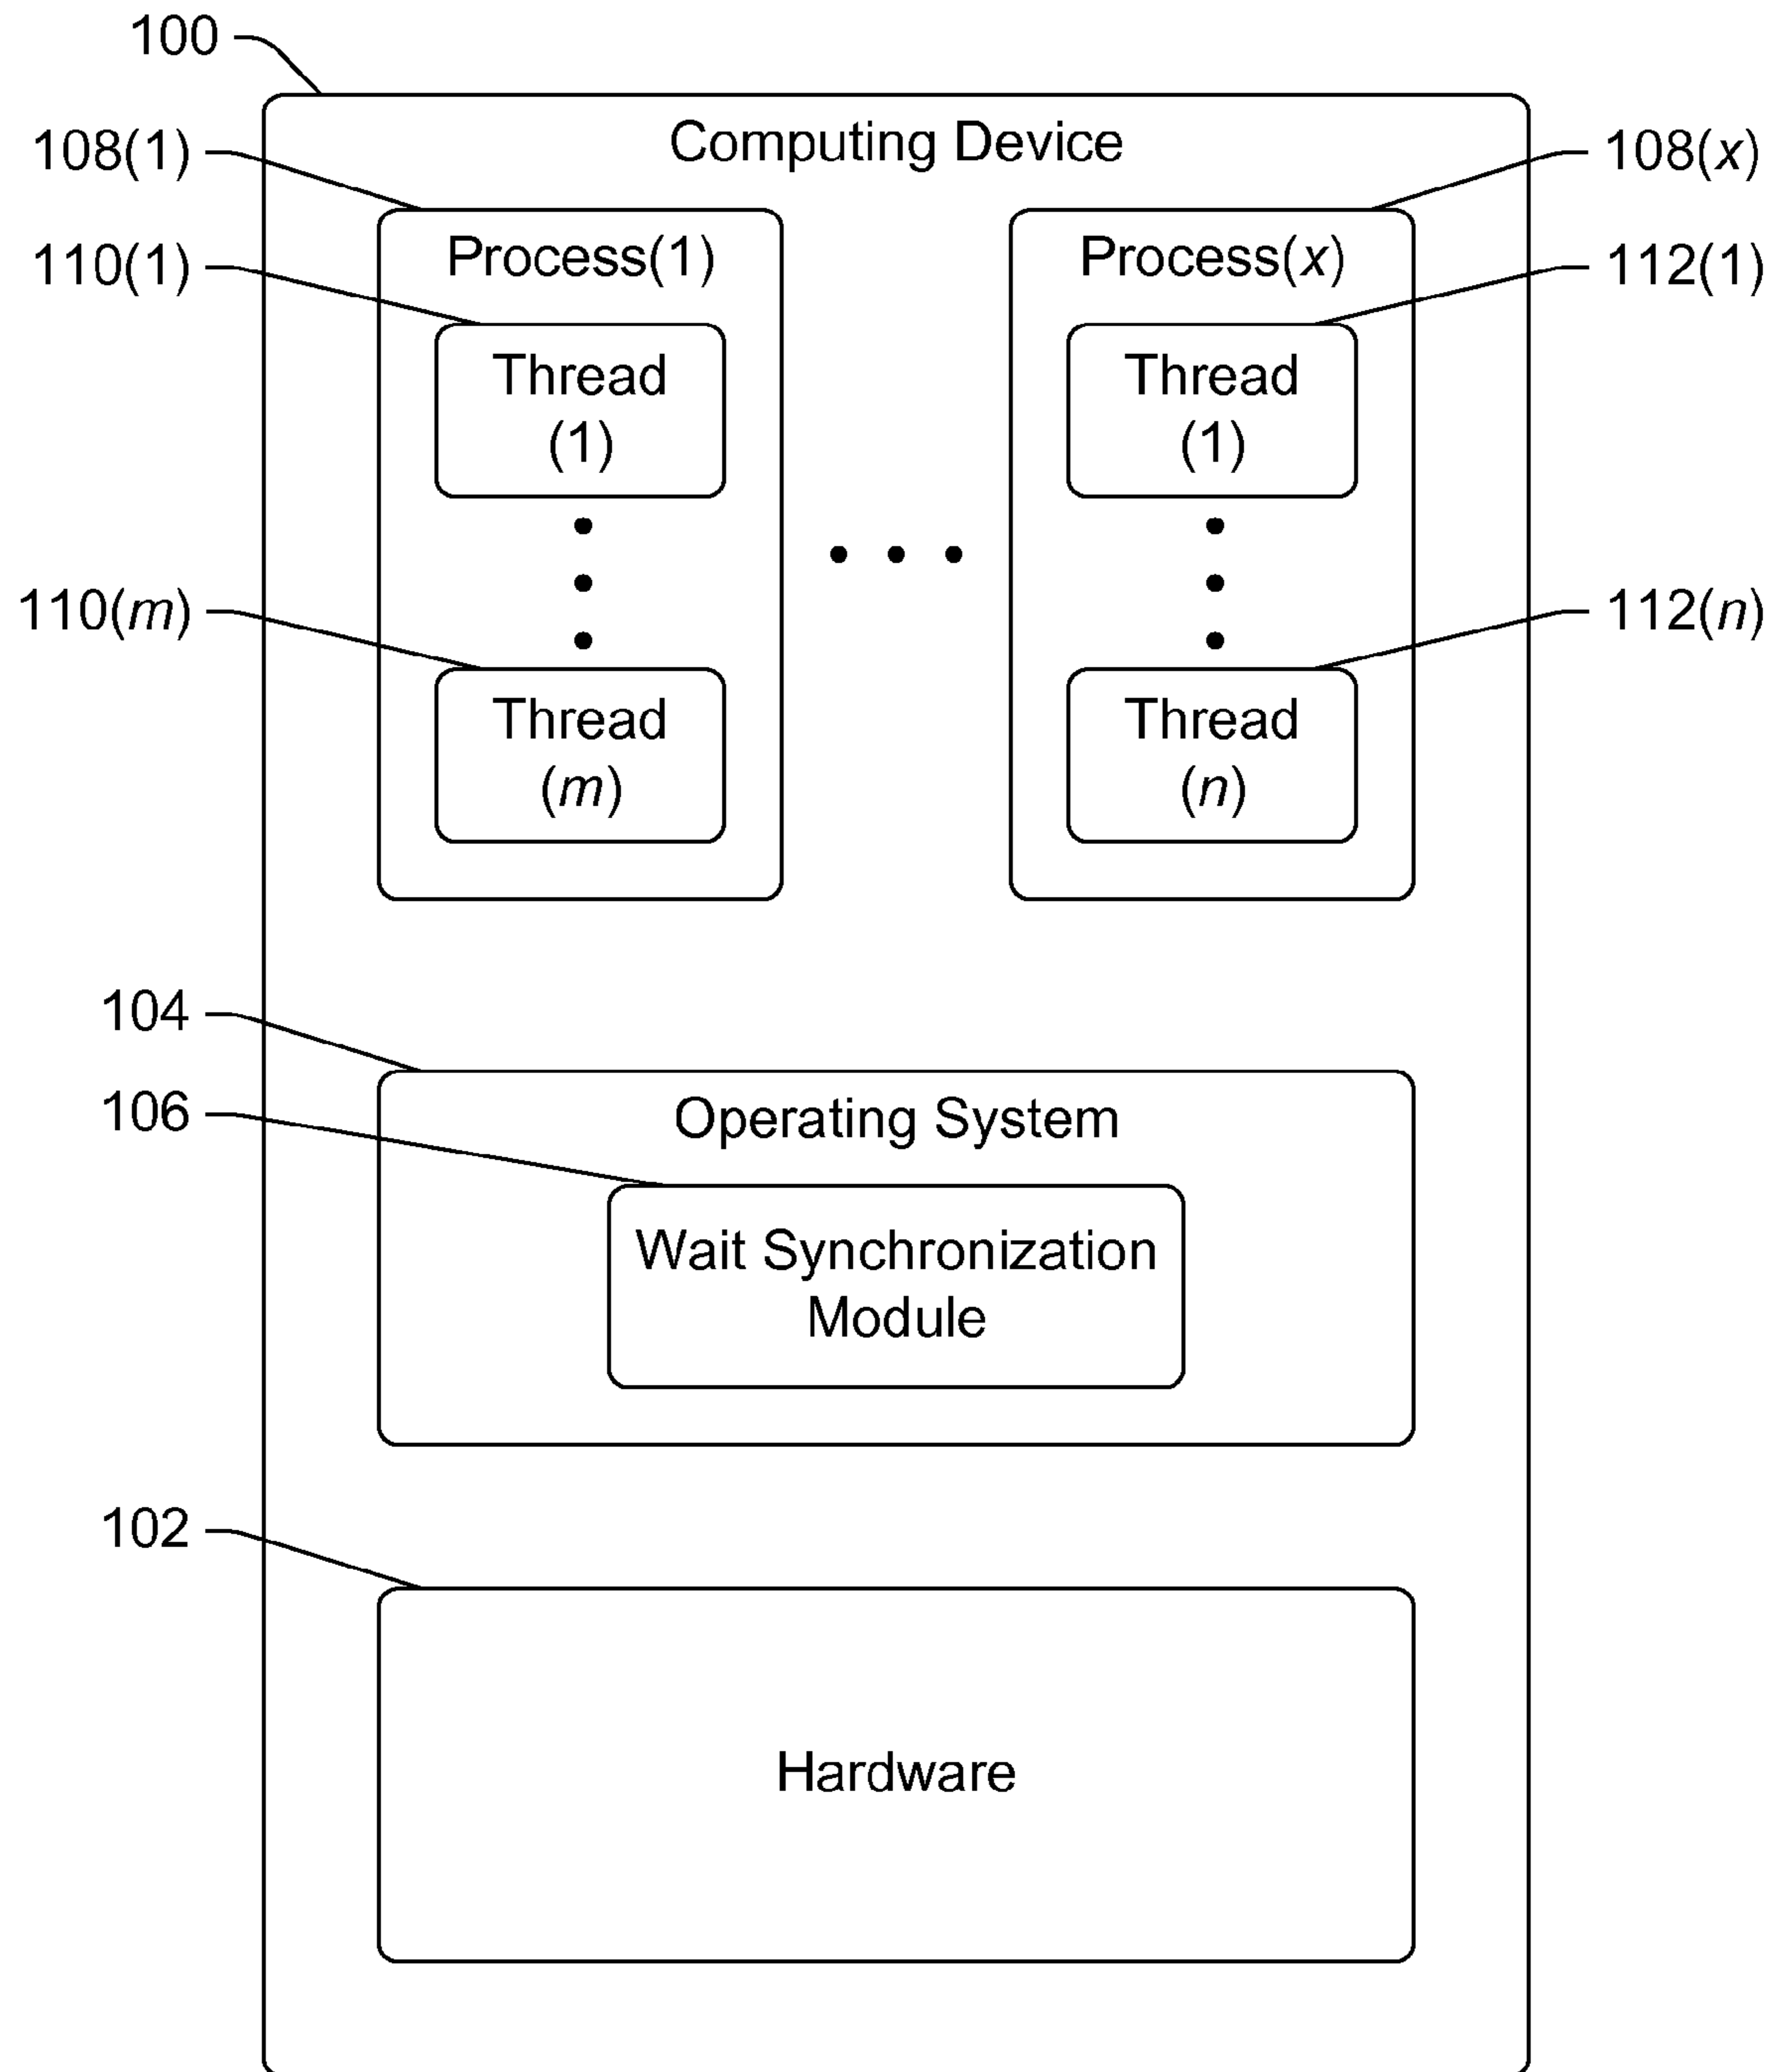 100
Computing Device
108(1)
108(x)
Process(1)
Process(x)
110(1)
112(1)
Thread
(1)
Thread
(1)
110(m)
112(n)
Thread
(m)
Thread
(n)
104
Operating System
106
Wait Synchronization
Module
102
Hardware